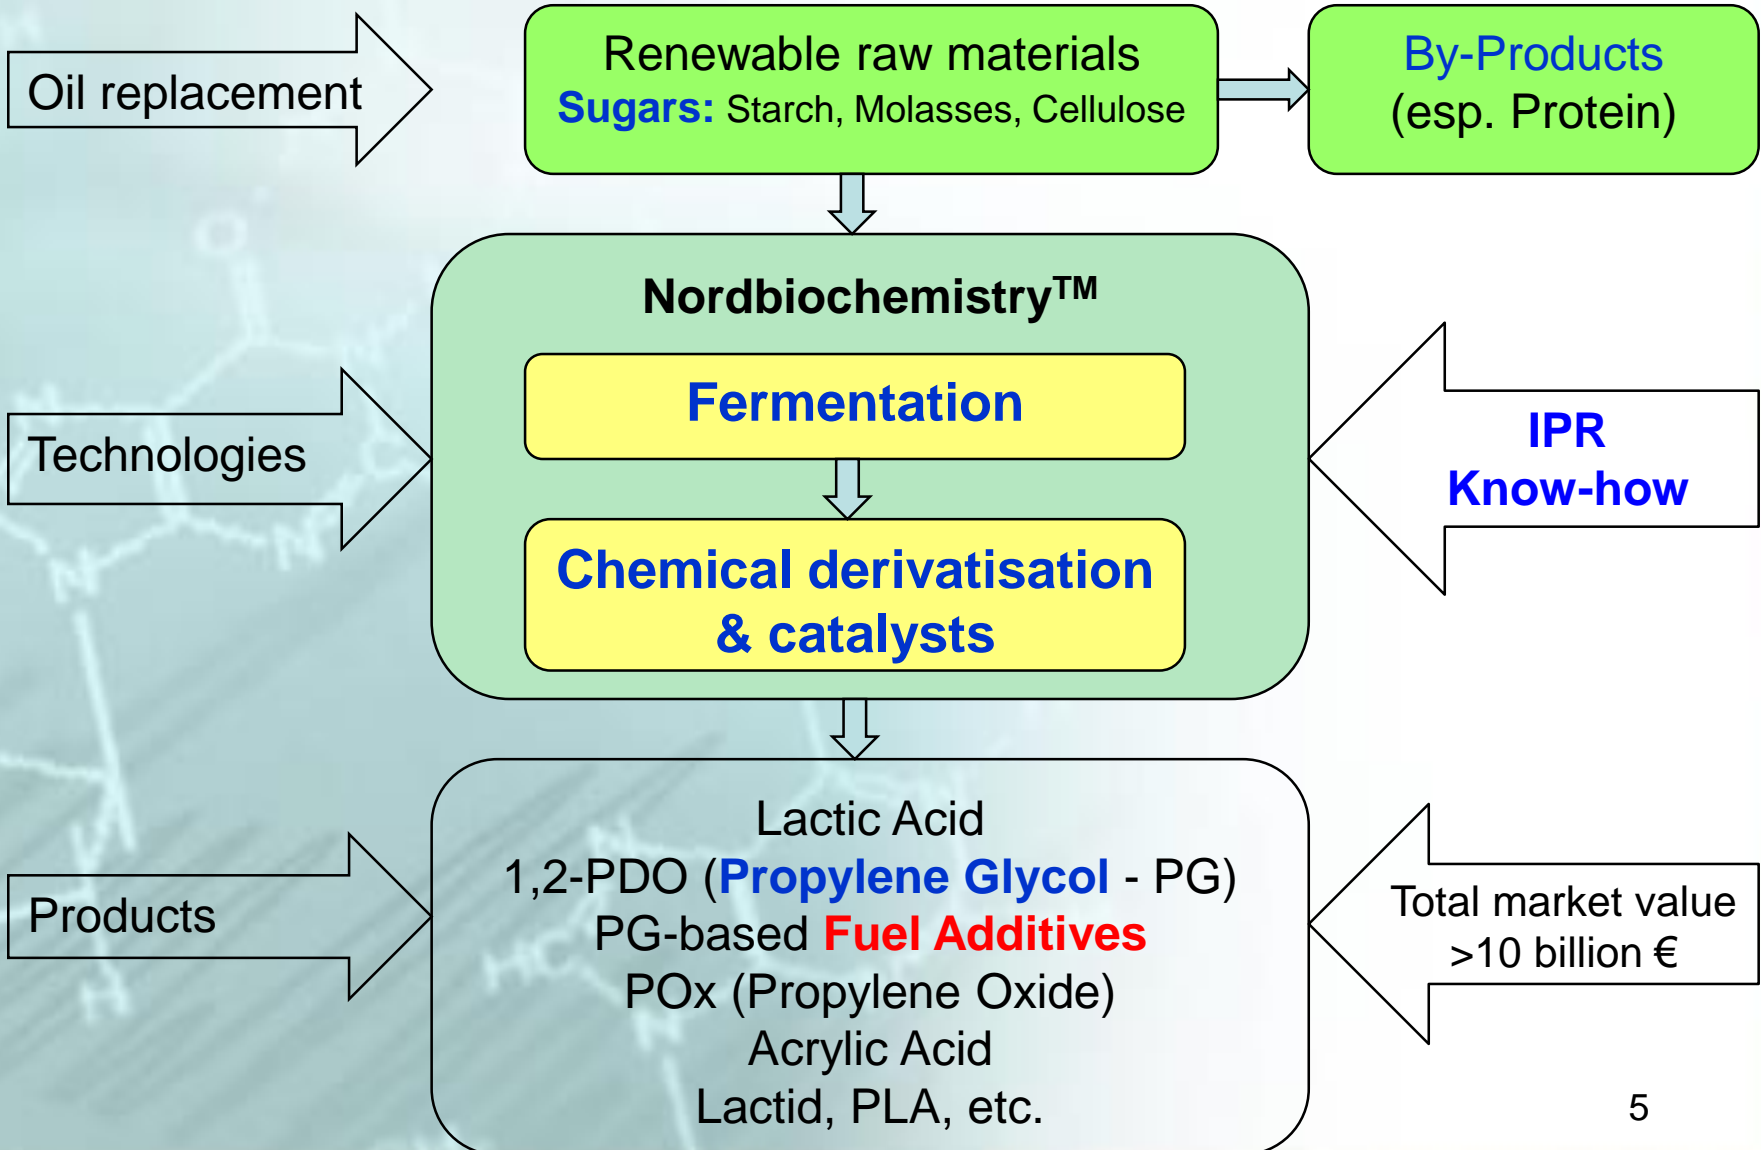 Oil replacement
Renewable raw materials
Sugars: Starch, Molasses, Cellulose
By-Products
(esp. Protein)
Nordbiochemistry™
Fermentation
Technologies
IPR
Know-how
Chemical derivatisation
& catalysts
Products
Lactic Acid
1,2-PDO (Propylene Glycol - PG)
PG-based Fuel Additives
POx (Propylene Oxide)
Acrylic Acid
Lactid, PLA, etc.
Total market value
>10 billion €
5